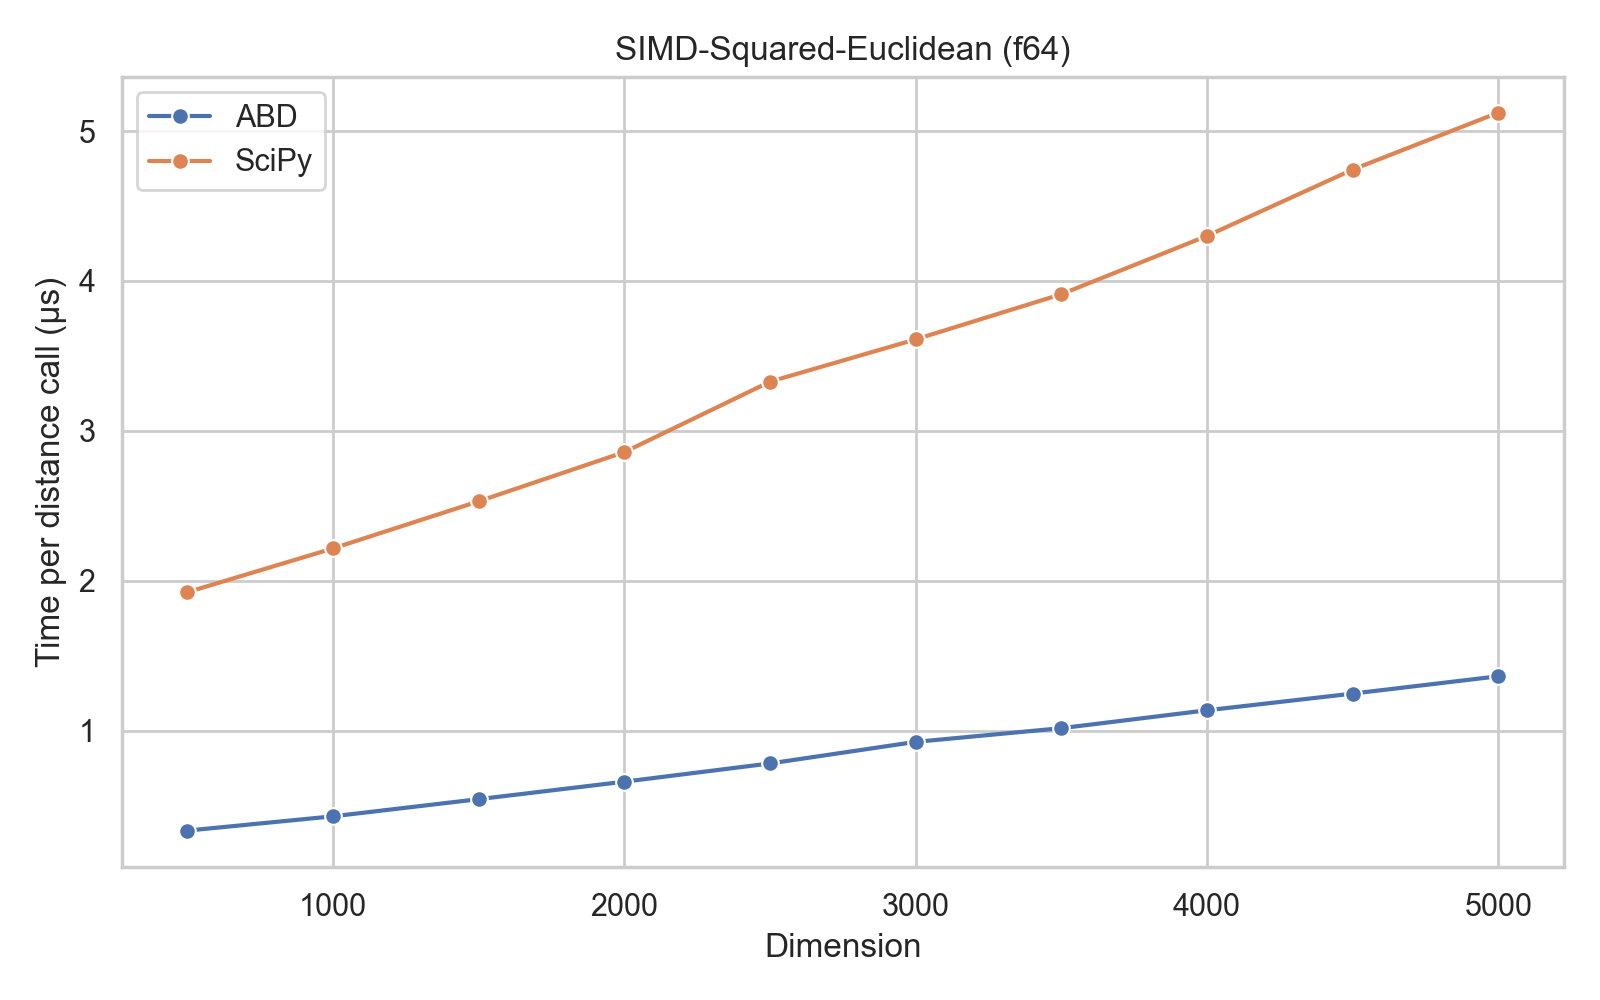 SIMD-Squared-Euclidean (f64)
ABD
SciPy
Time per distance call (µs)
5
4
3
2
1
1000 2000 3000 4000 5000
Dimension